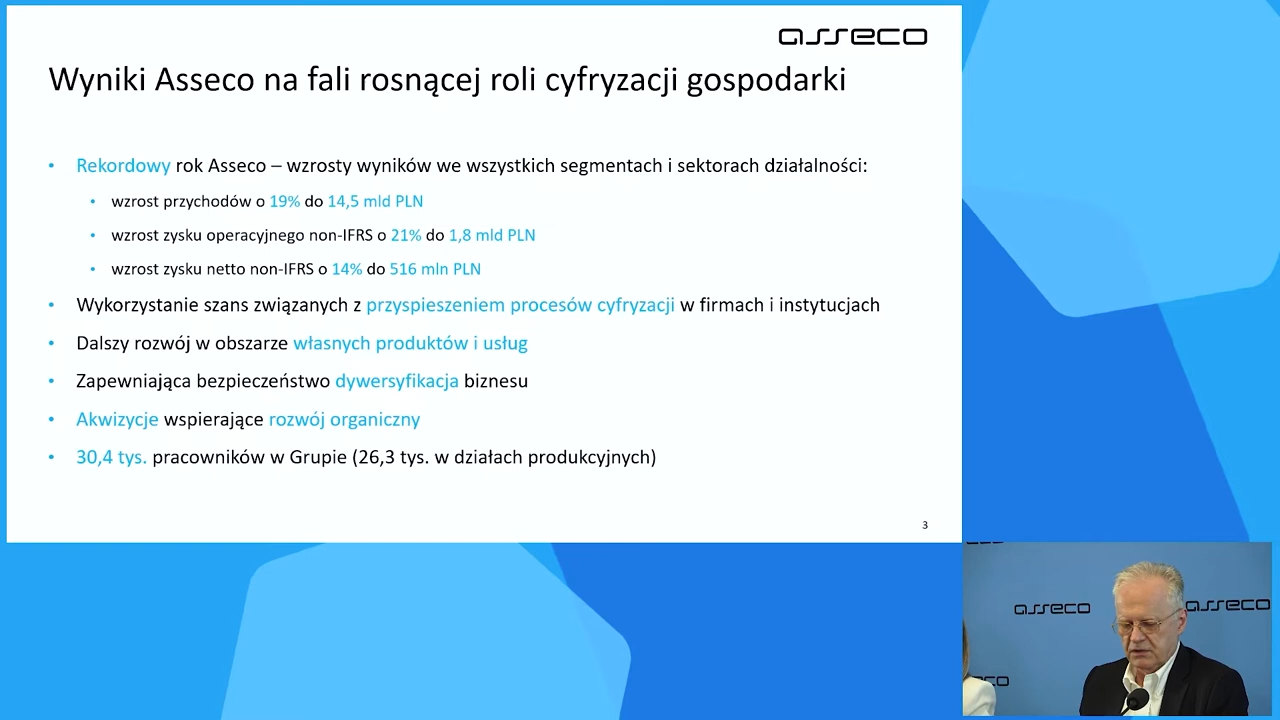 asseco
Wyniki Asseco na fali rosnącej roli cyfryzacji gospodarki
• Rekordowy rok Asseco – wzrosty wyników we wszystkich segmentach i sektorach działalności:
• wzrost przychodów o 19% do 14,5 mld PLN
• wzrost zysku operacyjnego non-IFRS o 21% do 1,8 mld PLN
• wzrost zysku netto non-IFRS o 14% do 516 mln PLN
• Wykorzystanie szans związanych z przyspieszeniem procesów cyfryzacji w firmach i instytucjach
• Dalszy rozwój w obszarze własnych produktów i usług
• Zapewniająca bezpieczeństwo dywersyfikacja biznesu
• Akwizycje wspierające rozwój organiczny
• 30,4 tys. pracowników w Grupie (26,3 tys. w działach produkcyjnych)
3
asseco
asseco